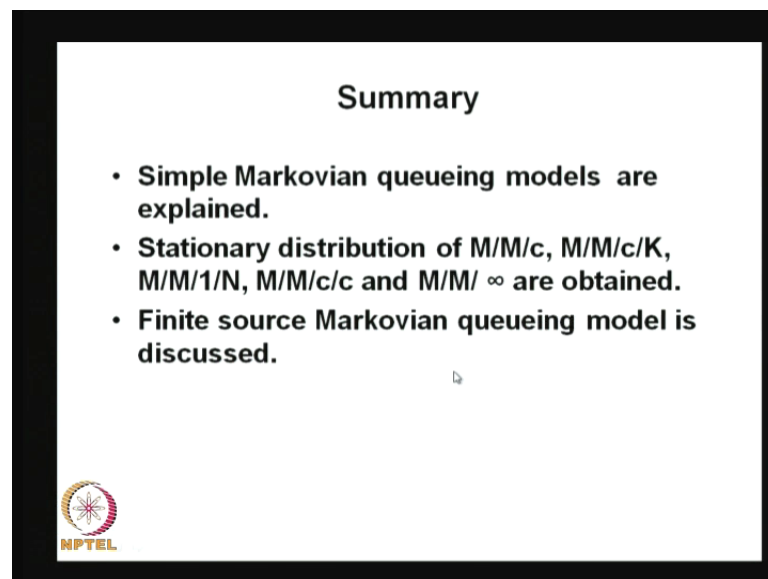 Summary
• Simple Markovian queueing models are
explained.
• Stationary distribution of M/M/c, M/M/c/K,
M/M/1/N, M/M/c/c and M/M/ ∞ are obtained.
• Finite source Markovian queueing model is
discussed.
NPTEL